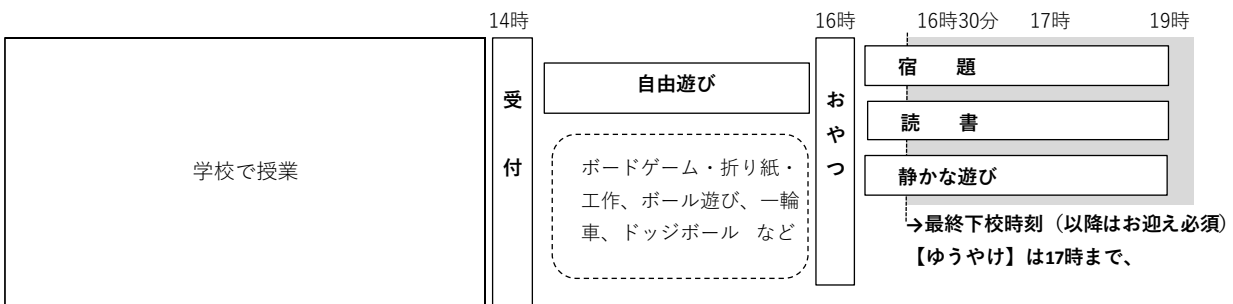 14時
16時
16時30分
17時
19時
学校で授業
受付
自由遊び
ボードゲーム・折り紙・
工作、ボール遊び、一輪
車、ドッジボール など
おやつ
宿 題
読 書
静かな遊び
→最終下校時刻（以降はお迎え必須）
【ゆうやけ】は17時まで、